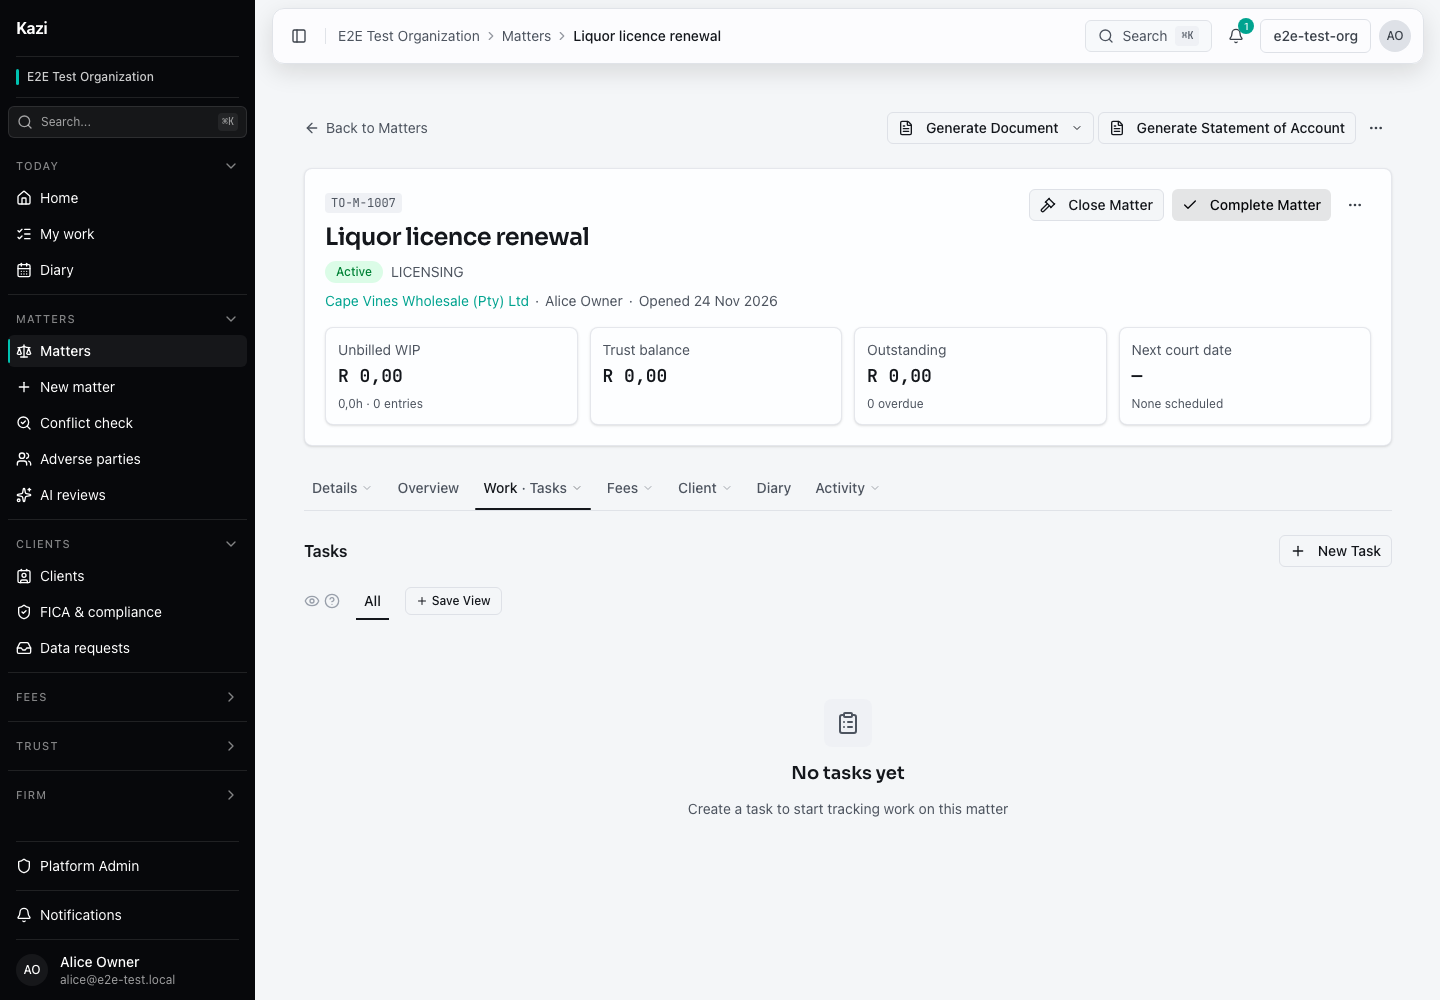 Kazi
E2E Test Organization
Search... ⌘K
TODAY
Home
My work
Diary
MATTERS
Matters
New matter
Conflict check
Adverse parties
AI reviews
CLIENTS
Clients
FICA & compliance
Data requests
FEES
TRUST
FIRM
Platform Admin
Notifications
AO
Alice Owner
alice@e2e-test.local
E2E Test Organization > Matters > Liquor licence renewal
Search ⌘K
1
e2e-test-org
AO
Back to Matters
Generate Document
Generate Statement of Account
TO-M-1007
Close Matter
Complete Matter
Liquor licence renewal
Active LICENSING
Cape Vines Wholesale (Pty) Ltd · Alice Owner · Opened 24 Nov 2026
Unbilled WIP
R 0,00
0,0h · 0 entries
Trust balance
R 0,00
Outstanding
R 0,00
0 overdue
Next court date
—
None scheduled
Details
Overview
Work · Tasks
Fees
Client
Diary
Activity
Tasks
New Task
All
Save View
No tasks yet
Create a task to start tracking work on this matter